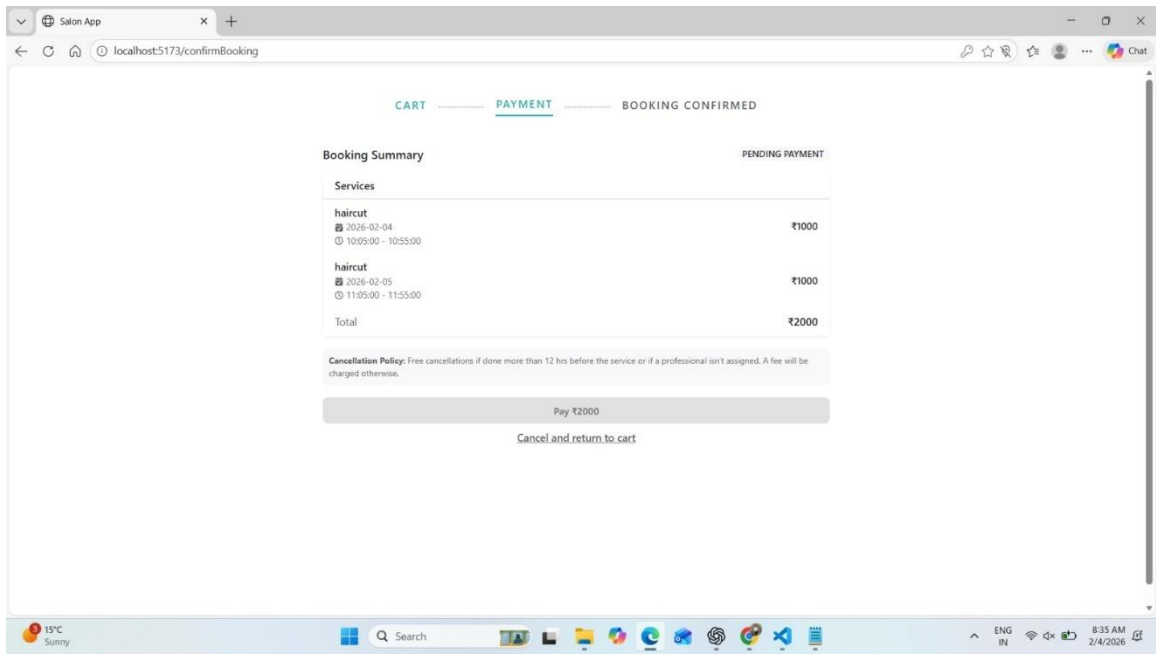 Salon App
localhost:5173/confirmBooking
Chat
CART
PAYMENT
BOOKING CONFIRMED
Booking Summary
PENDING PAYMENT
Services
haircut
2026-02-04
₹1000
10:05:00 - 10:55:00
haircut
2026-02-05
₹1000
11:05:00 - 11:55:00
Total ₹2000
Cancellation Policy: Free cancellations if done more than 12 hrs before the service or if a professional isn't assigned. A fee will be
charged otherwise.
Pay ₹2000
Cancel and return to cart
3
15°C
Sunny
Search
ENG
IN
8:35 AM
2/4/2026